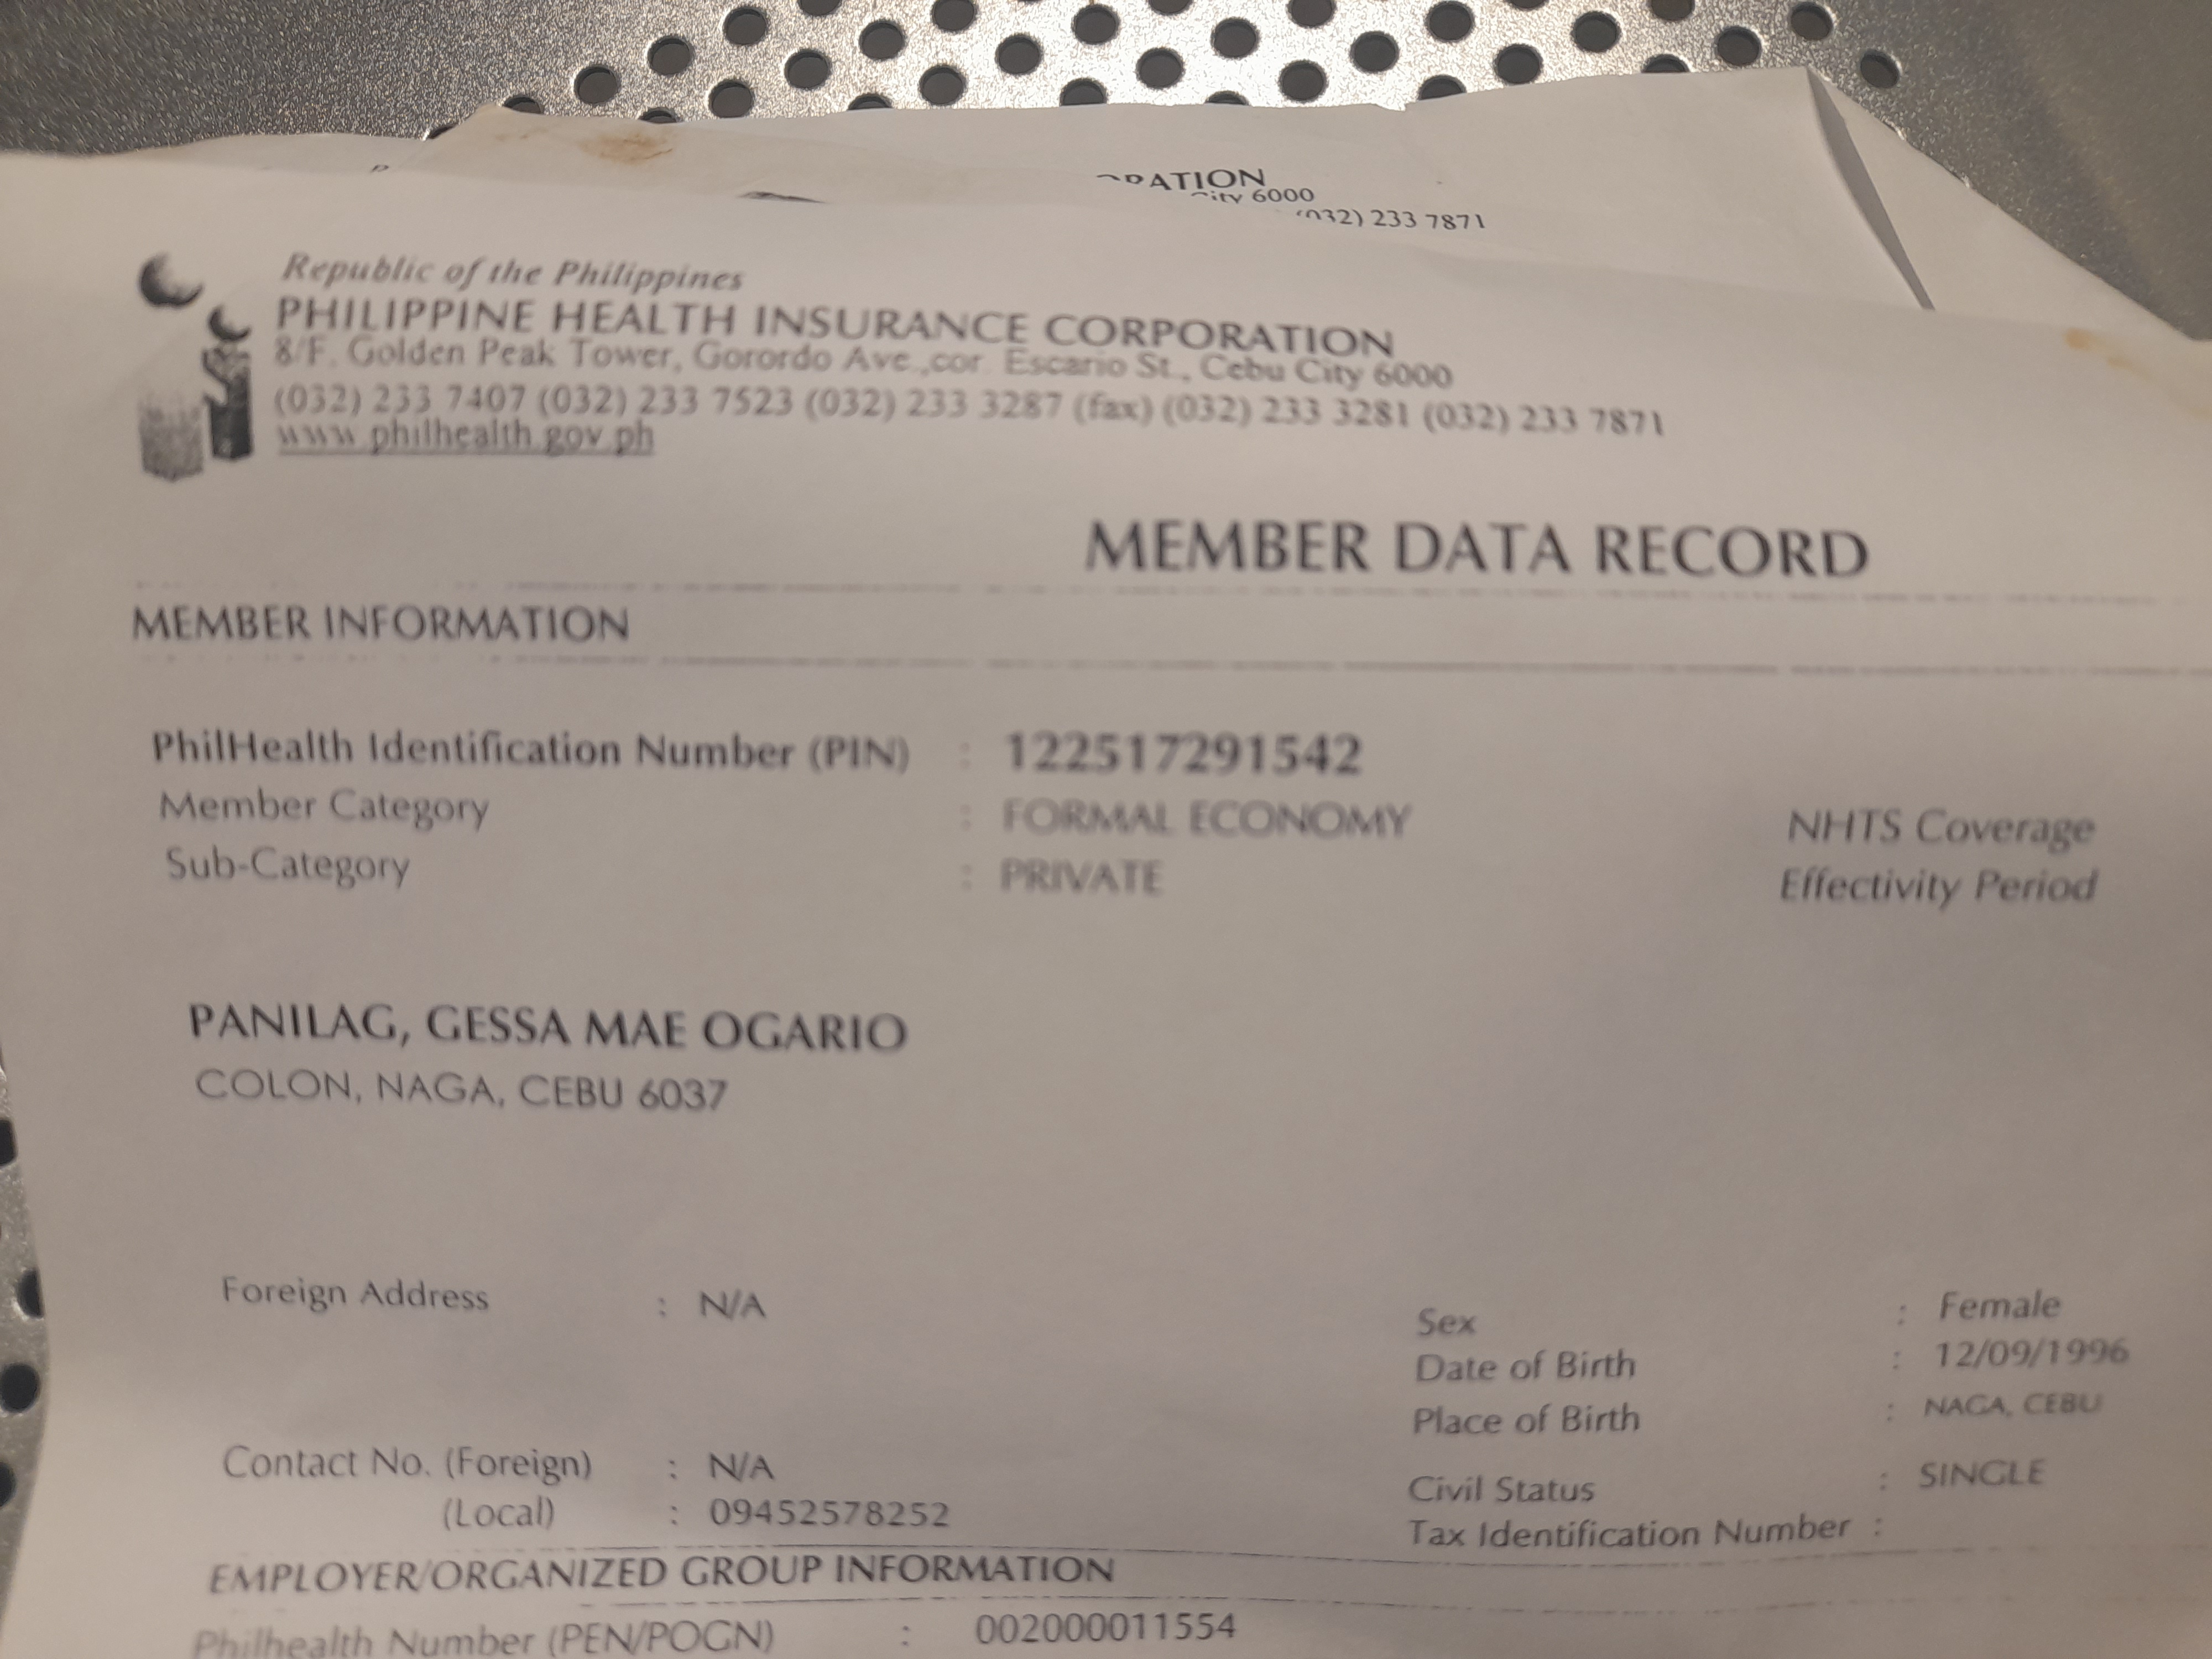 RATION
City 6000
(032) 233 7871
Republic of the Philippines
PHILIPPINE HEALTH INSURANCE CORPORATION
8/F. Golden Peak Tower, Gorordo Ave.,cor. Escario St., Cebu City 6000
(032) 233 7407 (032) 233 7523 (032) 233 3287 (fax) (032) 233 3281 (032) 233 7871
www.philhealth.gov.ph
MEMBER DATA RECORD
MEMBER INFORMATION
PhilHealth Identification Number (PIN) : 122517291542
Member Category : FORMAL ECONOMY NHTS Coverage
Sub-Category : PRIVATE Effectivity Period
PANILAG, GESSA MAE OGARIO
COLON, NAGA, CEBU 6037
Foreign Address : N/A
Sex : Female
Date of Birth : 12/09/1996
Place of Birth : NAGA, CEBU
Contact No. (Foreign) : N/A
Civil Status : SINGLE
(Local) : 09452578252
Tax Identification Number :
EMPLOYER/ORGANIZED GROUP INFORMATION
Philhealth Number (PEN/POGN) : 002000011554